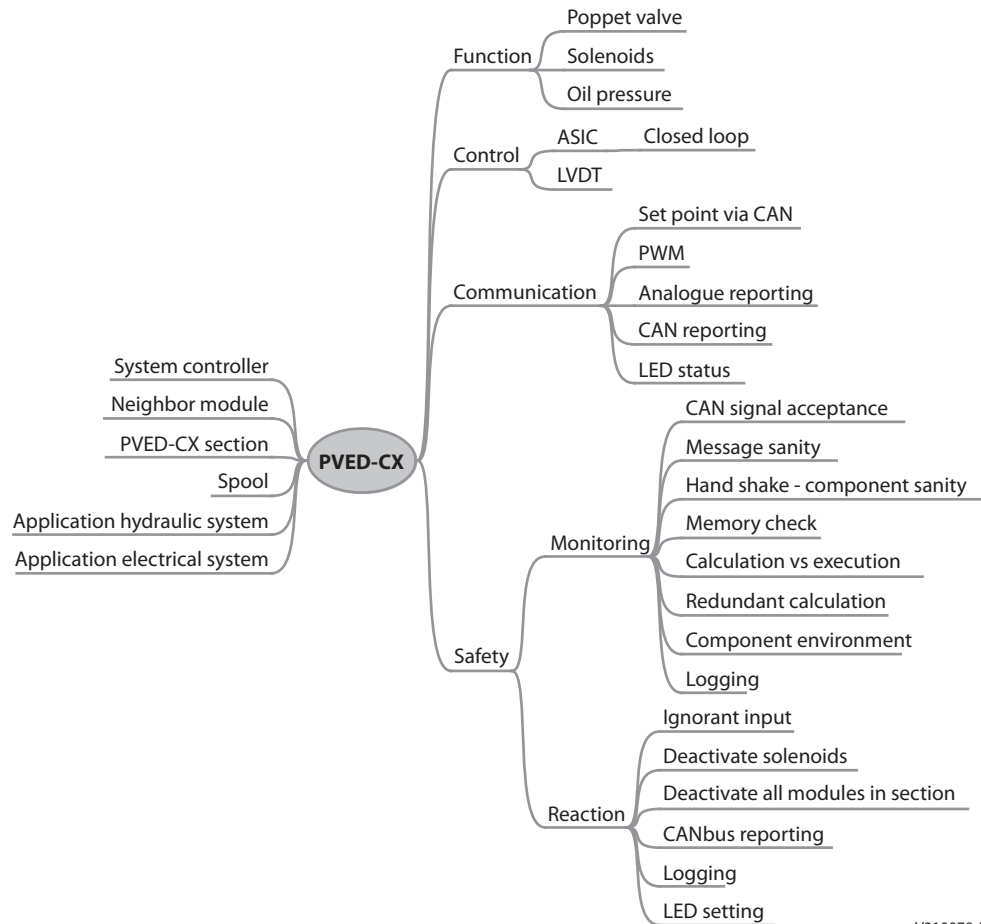 Poppet valve
Function
Solenoids
Oil pressure
ASIC
Closed loop
Control
LVDT
Set point via CAN
PWM
Communication
Analogue reporting
CAN reporting
LED status
System controller
Neighbor module
PVED-CX section
Spool
Application hydraulic system
Application electrical system
PVED-CX
CAN signal acceptance
Message sanity
Hand shake - component sanity
Memory check
Monitoring
Calculation vs execution
Redundant calculation
Component environment
Logging
Safety
Ignorant input
Deactivate solenoids
Deactivate all modules in section
Reaction
CANbus reporting
Logging
LED setting